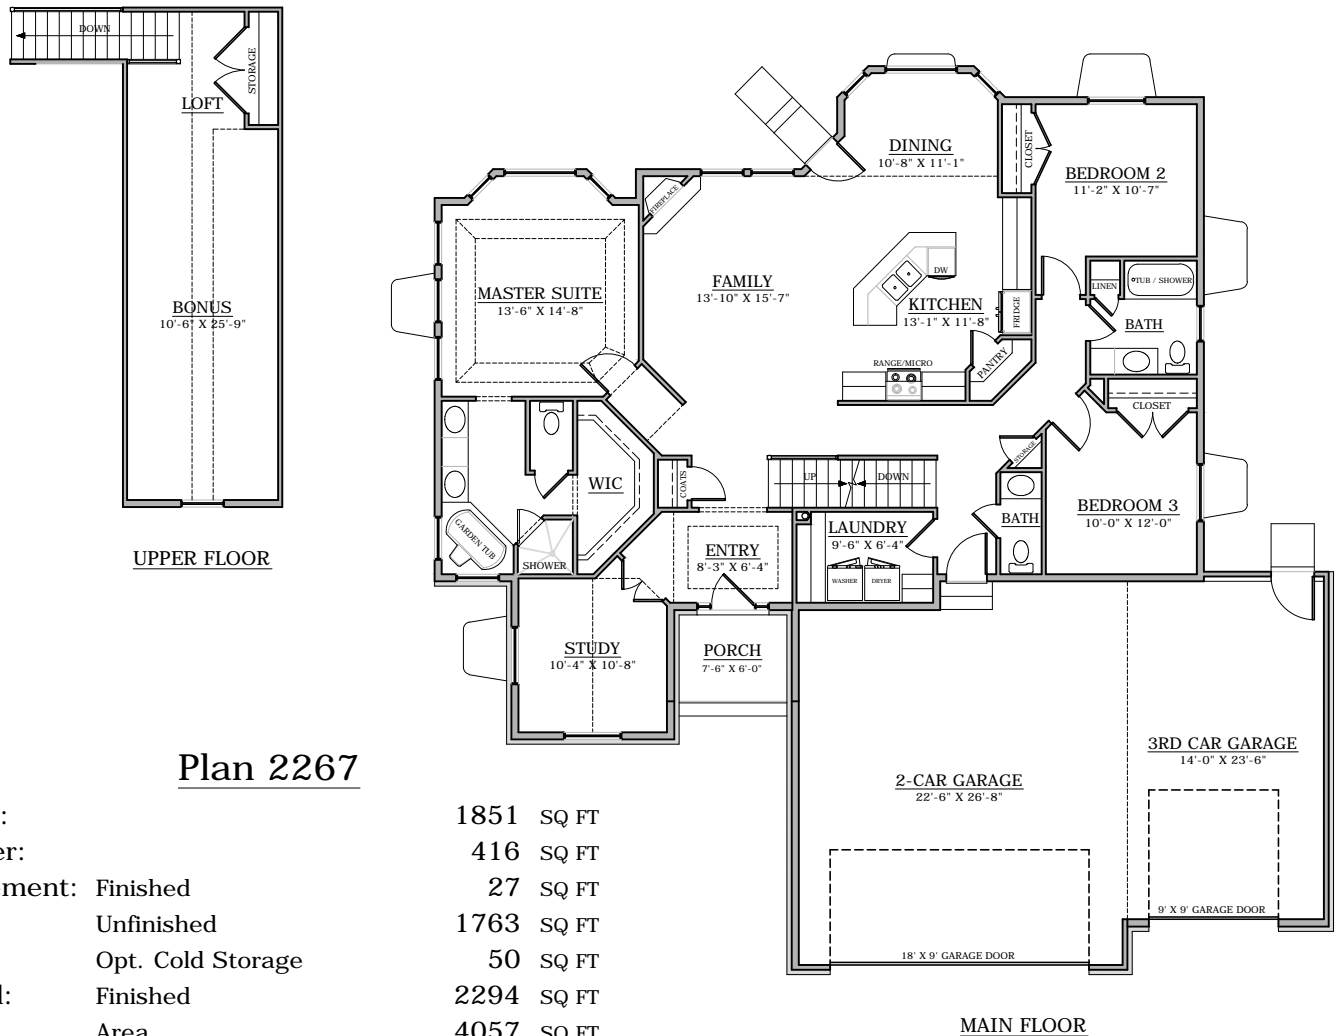 DOWN
STORAGE
LOFT
BONUS
10'-6" X 25'-9"
UPPER FLOOR
DINING
10'-8" X 11'-1"
CLOSET
BEDROOM 2
11'-2" X 10'-7"
FIREPLACE
MASTER SUITE
13'-6" X 14'-8"
FAMILY
13'-10" X 15'-7"
DW
KITCHEN
13'-1" X 11'-8"
FRIDGE
LINEN
TUB / SHOWER
BATH
RANGE/MICRO
PANTRY
CLOSET
STORAGE
WIC
COATS
UP
DOWN
BATH
BEDROOM 3
10'-0" X 12'-0"
GARDEN TUB
SHOWER
ENTRY
8'-3" X 6'-4"
LAUNDRY
9'-6" X 6'-4"
WASHER
DRYER
STUDY
10'-4" X 10'-8"
PORCH
7'-6" X 6'-0"
2-CAR GARAGE
22'-6" X 26'-8"
3RD CAR GARAGE
14'-0" X 23'-6"
9' X 9' GARAGE DOOR
18' X 9' GARAGE DOOR
MAIN FLOOR
Plan 2267
: 1851 SQ FT
er: 416 SQ FT
ement: Finished 27 SQ FT
Unfinished 1763 SQ FT
Opt. Cold Storage 50 SQ FT
l: Finished 2294 SQ FT
Area 4057 SQ FT